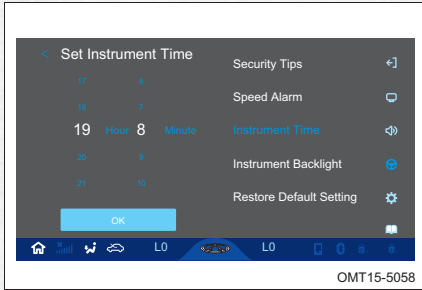 < Set Instrument Time
17 6
18 7
19 Hour 8 Minute
20 9
21 10
OK
Security Tips
Speed Alarm
Instrument Time
Instrument Backlight
Restore Default Setting
L0 L0
OMT15-5058